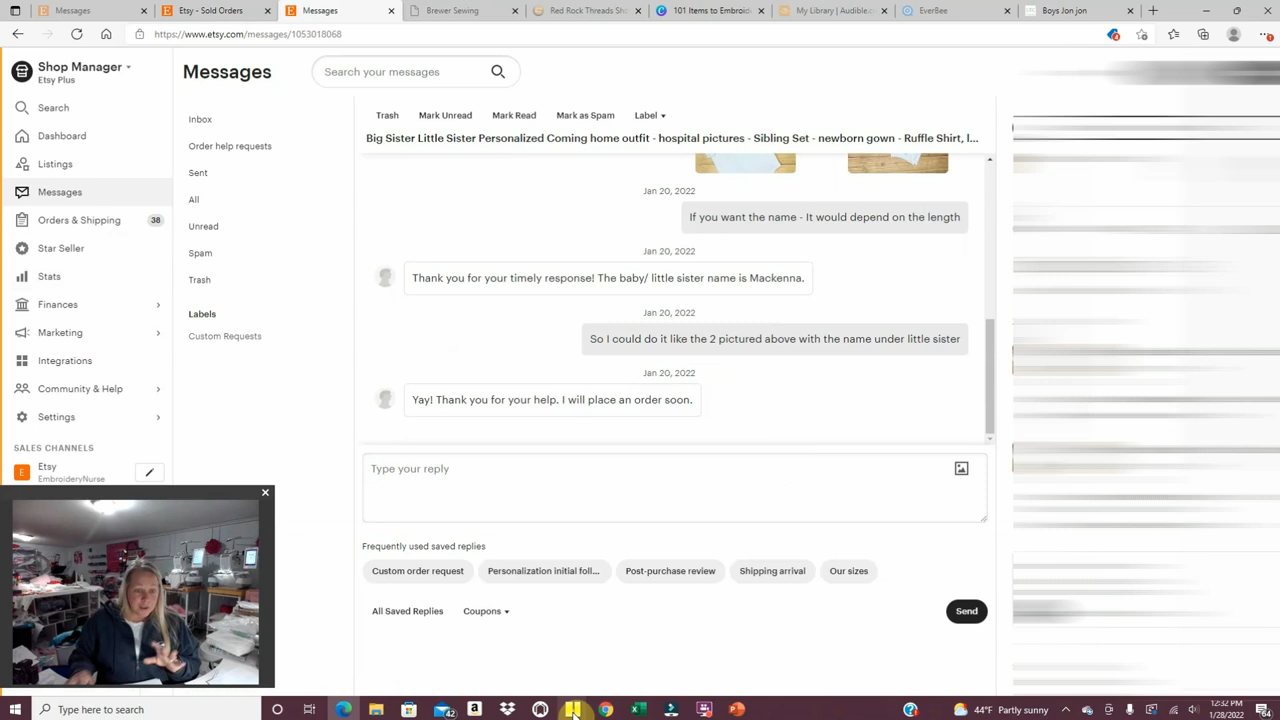 Messages
Etsy - Sold Orders
Messages
Brewer Sewing
Red Rock Threads Sh
101 Items to Embroide
My Library | Audible.c
EverBee
Boys Jon jon
https://www.etsy.com/messages/1053018068
Shop Manager
Etsy Plus
Search
Dashboard
Listings
Messages
Orders & Shipping 38
Star Seller
Stats
Finances
Marketing
Integrations
Community & Help
Settings
SALES CHANNELS
Etsy
EmbroideryNurse
Messages
Search your messages
Inbox
Order help requests
Sent
All
Unread
Spam
Trash
Labels
Custom Requests
Trash Mark Unread Mark Read Mark as Spam Label
Big Sister Little Sister Personalized Coming home outfit - hospital pictures - Sibling Set - newborn gown - Ruffle Shirt, l...
Jan 20, 2022
If you want the name - It would depend on the length
Jan 20, 2022
Thank you for your timely response! The baby/ little sister name is Mackenna.
Jan 20, 2022
So I could do it like the 2 pictured above with the name under little sister
Jan 20, 2022
Yay! Thank you for your help. I will place an order soon.
Type your reply
Frequently used saved replies
Custom order request Personalization initial foll... Post-purchase review Shipping arrival Our sizes
All Saved Replies Coupons Send
Type here to search
44°F Partly sunny
12:32 PM
1/28/2022